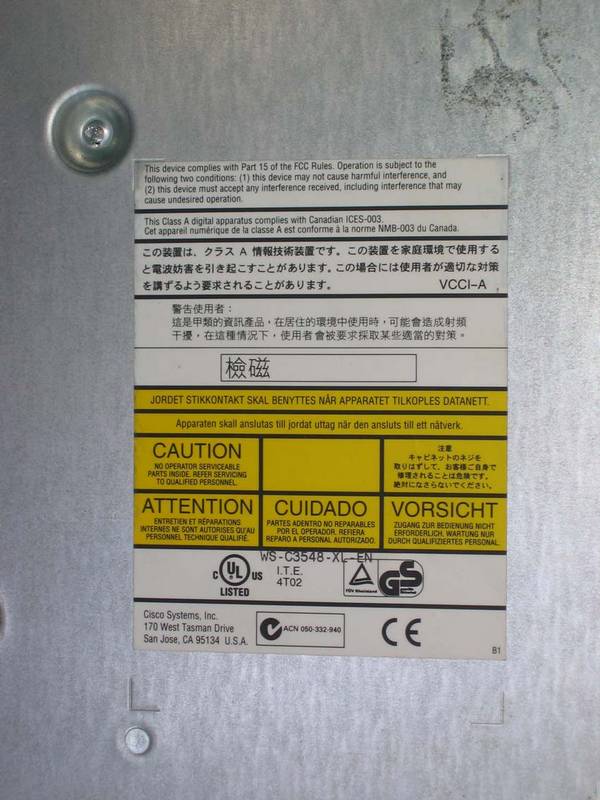 This device complies with Part 15 of the FCC Rules. Operation is subject to the
following two conditions: (1) this device may not cause harmful interference, and
(2) this device must accept any interference received, including interference that may
cause undesired operation.
This Class A digital apparatus complies with Canadian ICES-003.
Cet appareil numérique de la classe A est conforme à la norme NMB-003 du Canada.
この装置は、クラス A 情報技術装置です。この装置を家庭環境で使用する
と電波妨害を引き起こすことがあります。この場合には使用者が適切な対策
を講ずるよう要求されることがあります。 VCCI-A
警告使用者：
這是甲類的資訊產品，在居住的環境中使用時，可能會造成射頻
干擾，在這種情況下，使用者會被要求採取某些適當的對策。
檢磁
JORDET STIKKONTAKT SKAL BENYTTES NÅR APPARATET TILKOPLES DATANETT.
Apparaten skall anslutas till jordat uttag när den ansluts till ett nätverk.
CAUTION
NO OPERATOR SERVICEABLE
PARTS INSIDE. REFER SERVICING
TO QUALIFIED PERSONNEL.
注意
キャビネットのネジを
取りはずして、お客様ご自身で
修理されることは危険です。
絶対になさらないでください。
ATTENTION
ENTRETIEN ET RÉPARATIONS
INTERNES NE SONT AUTORISÉS QU'AU
PERSONNEL TECHNIQUE QUALIFIÉ.
CUIDADO
PARTES ADENTRO NO REPARABLES
POR EL OPERADOR, REFIERA
REPARO A PERSONAL AUTORIZADO.
VORSICHT
ZUGANG ZUR BEDIENUNG NICHT
ERFORDERLICH, WARTUNG NUR
DURCH QUALIFIZIERTES PERSONAL.
WS-C3548-XL-EN
C UL US
LISTED
I.T.E.
4T02
TÜV Rheinland
GS
Cisco Systems, Inc.
170 West Tasman Drive
San Jose, CA 95134 U.S.A.
ACN 050-332-940
CE
B1